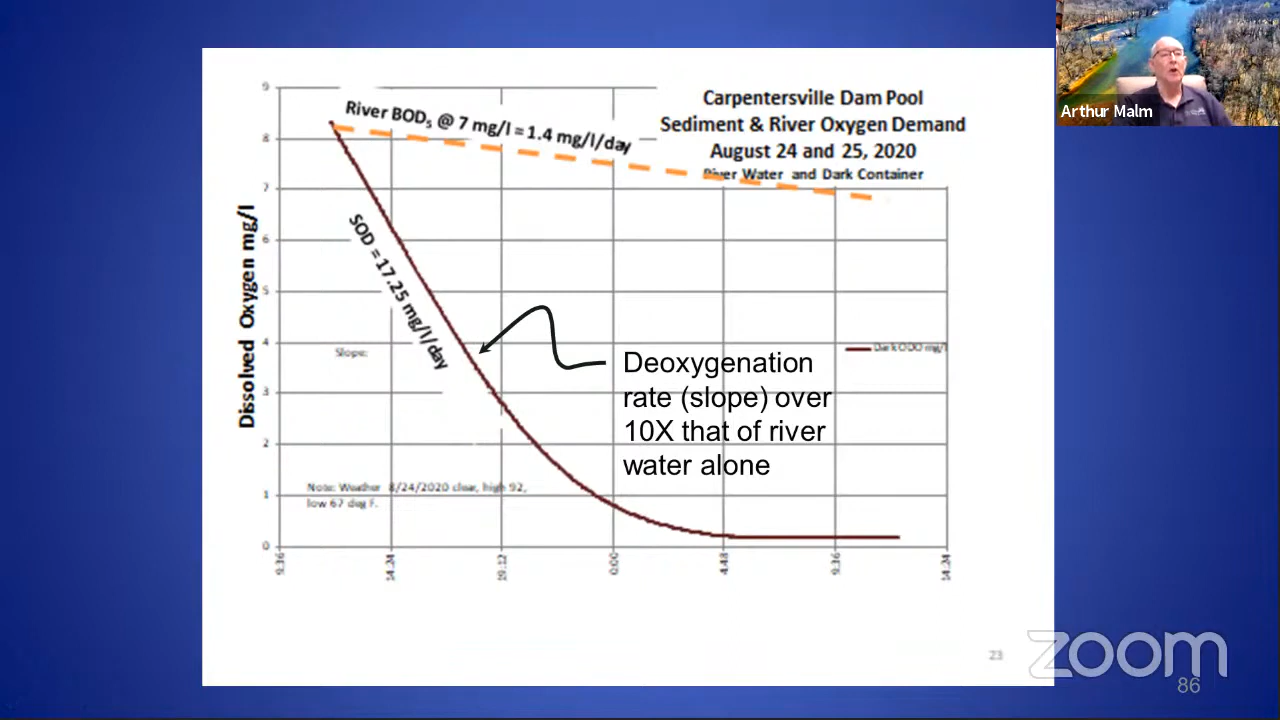 Arthur Malm
Carpentersville Dam Pool
Sediment & River Oxygen Demand
August 24 and 25, 2020
River Water and Dark Container
River BOD₅ @ 7 mg/l = 1.4 mg/l/day
SOD = 17.25 mg/l/day
Dissolved Oxygen mg/l
9
8
7
6
5
4
3
2
1
0
Slope:
Dark ODO mg/l
Deoxygenation
rate (slope) over
10X that of river
water alone
Note: Weather 8/24/2020 clear, high 92,
low 67 deg F.
9:36
14:24
19:12
0:00
4:48
9:36
14:24
23
zoom
86